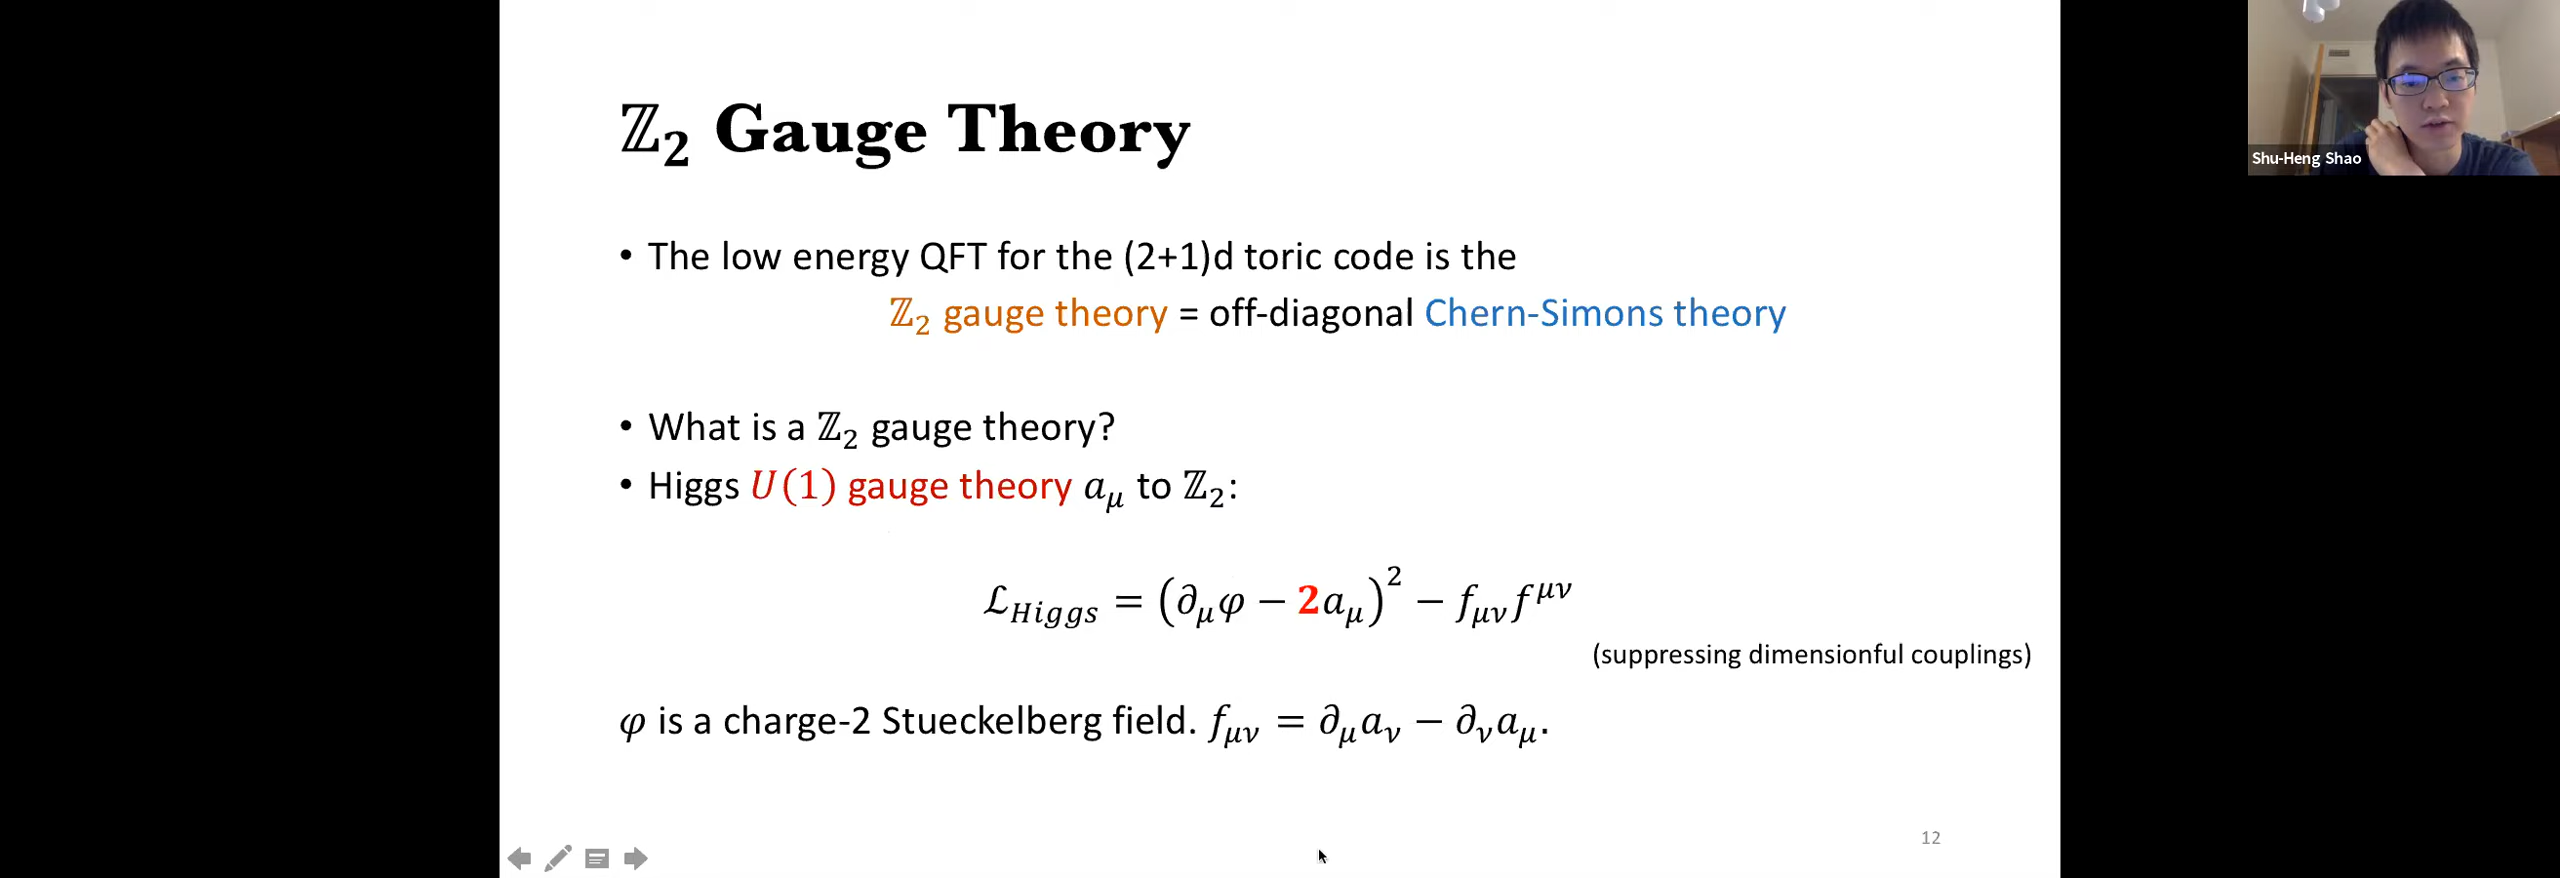 ℤ₂ Gauge Theory
Shu-Heng Shao
• The low energy QFT for the (2+1)d toric code is the
ℤ₂ gauge theory = off-diagonal Chern-Simons theory
• What is a ℤ₂ gauge theory?
• Higgs U(1) gauge theory a_μ to ℤ₂:
ℒ_Higgs = (∂_μφ − 2a_μ)² − f_μν f^μν
(suppressing dimensionful couplings)
φ is a charge-2 Stueckelberg field. f_μν = ∂_μa_ν − ∂_νa_μ.
12